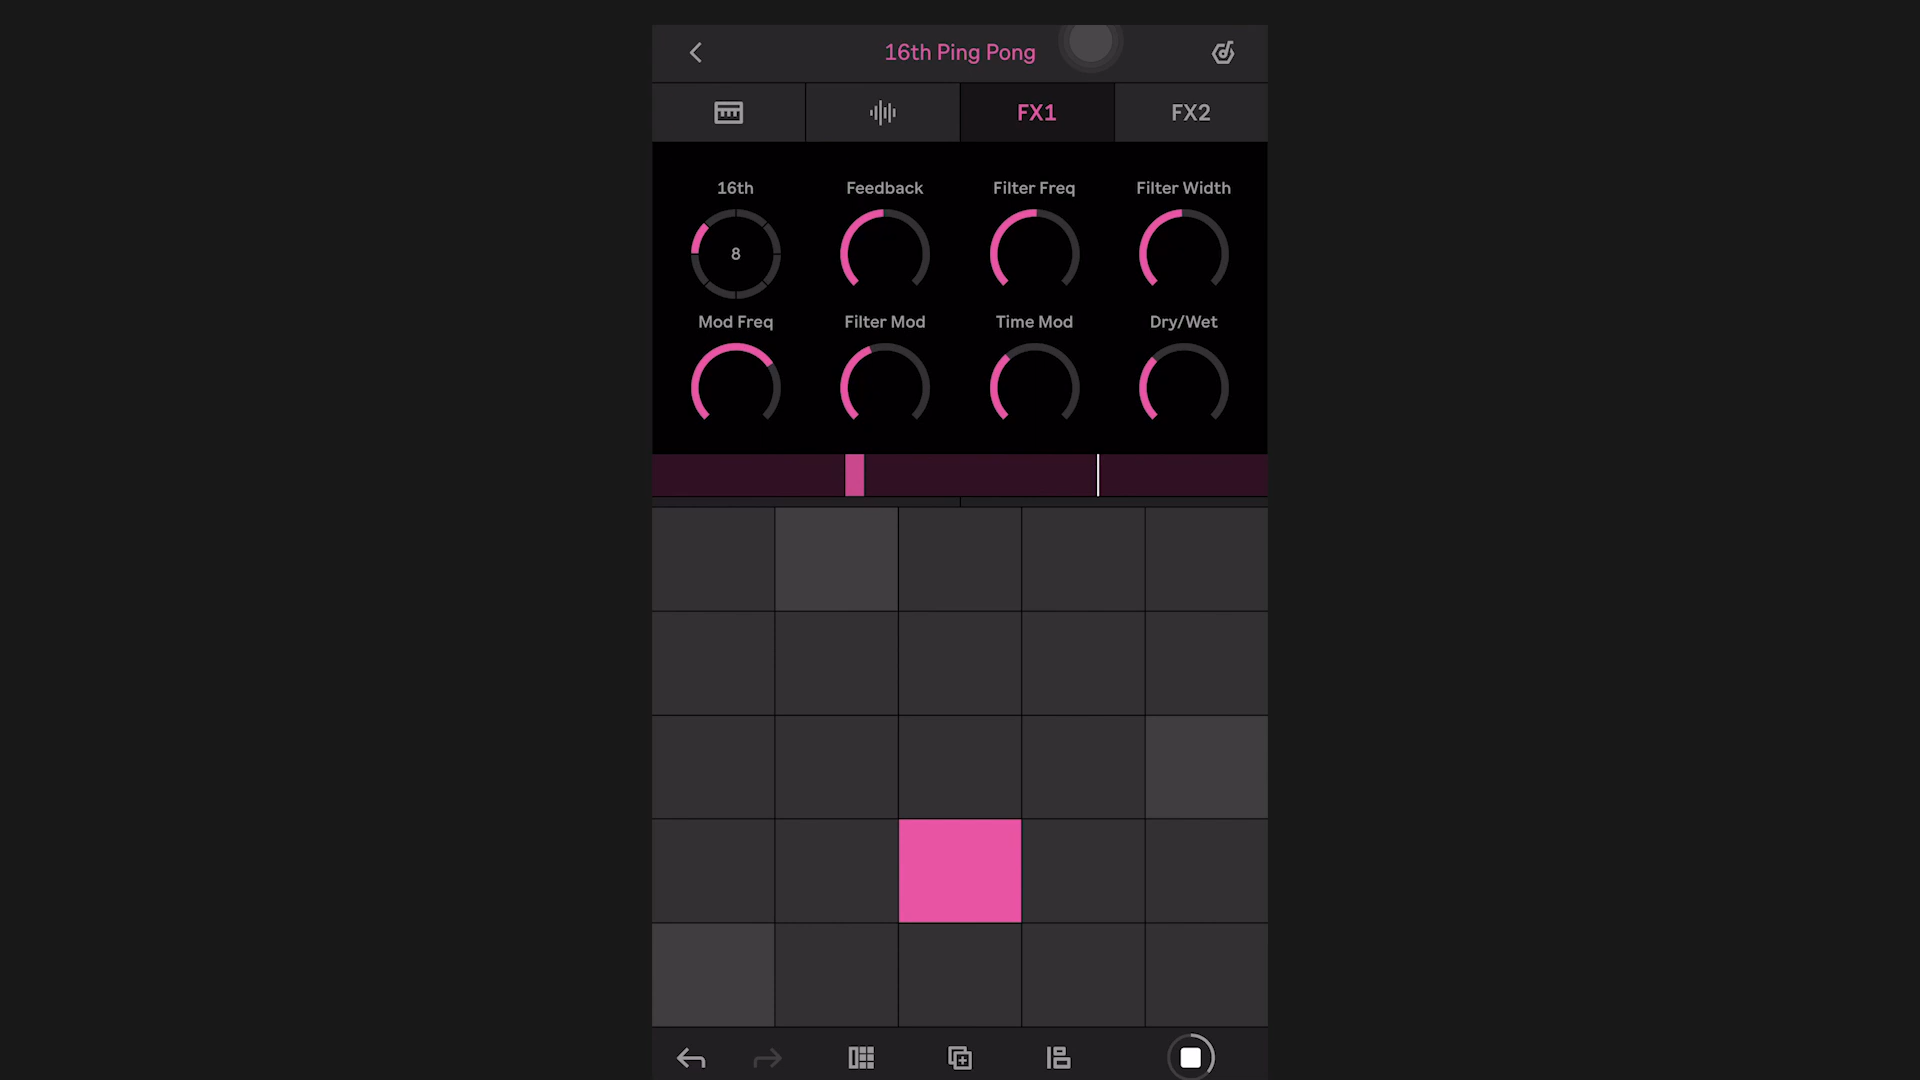 16th Ping Pong
FX1 FX2
16th Feedback Filter Freq Filter Width
8
Mod Freq Filter Mod Time Mod Dry/Wet